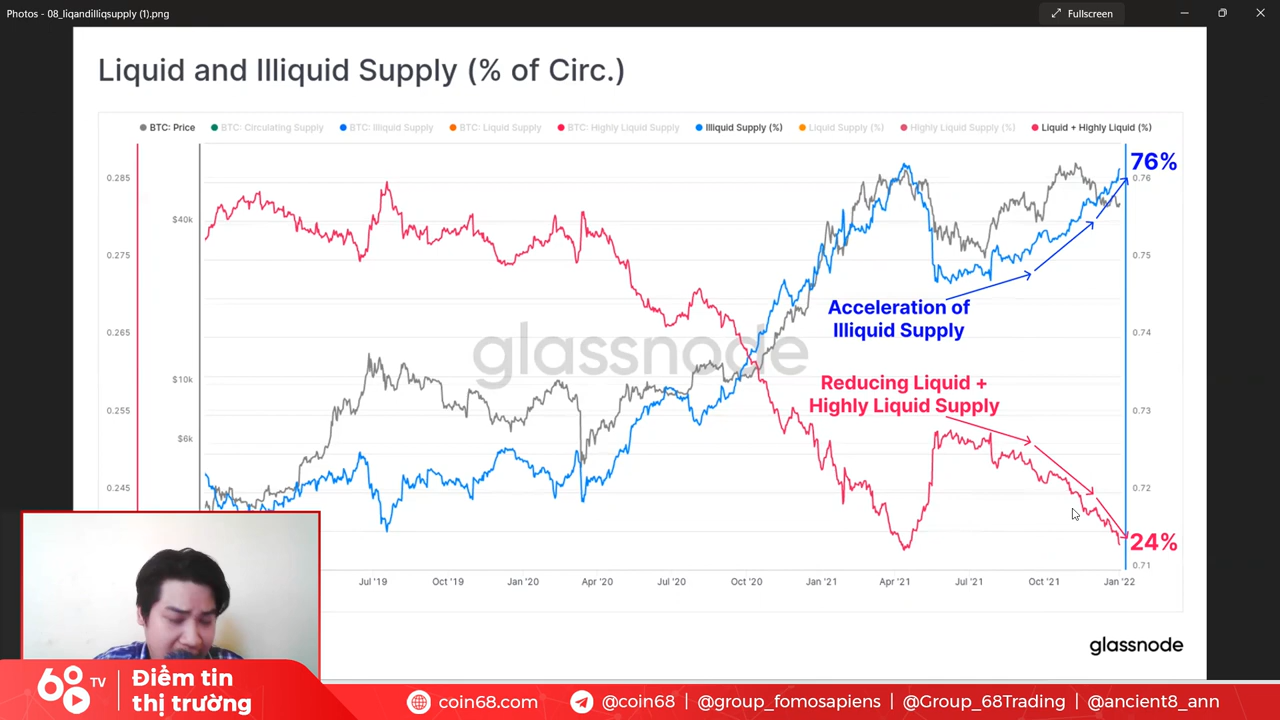 Photos - 08_liqandilliqsupply (1).png
Fullscreen
Liquid and Illiquid Supply (% of Circ.)
BTC: Price BTC: Circulating Supply BTC: Illiquid Supply BTC: Liquid Supply BTC: Highly Liquid Supply Illiquid Supply (%) Liquid Supply (%) Highly Liquid Supply (%) Liquid + Highly Liquid (%)
76%
0.285 0.76
$40k
0.275 0.75
Acceleration of
Illiquid Supply
0.265 0.74
glassnode
$10k
Reducing Liquid +
Highly Liquid Supply
0.255 0.73
$6k
0.245 0.72
24%
0.71
Jul '19 Oct '19 Jan '20 Apr '20 Jul '20 Oct '20 Jan '21 Apr '21 Jul '21 Oct '21 Jan '22
glassnode
68 TV
Điểm tin
thị trường
coin68.com @coin68 | @group_fomosapiens | @Group_68Trading | @ancient8_ann